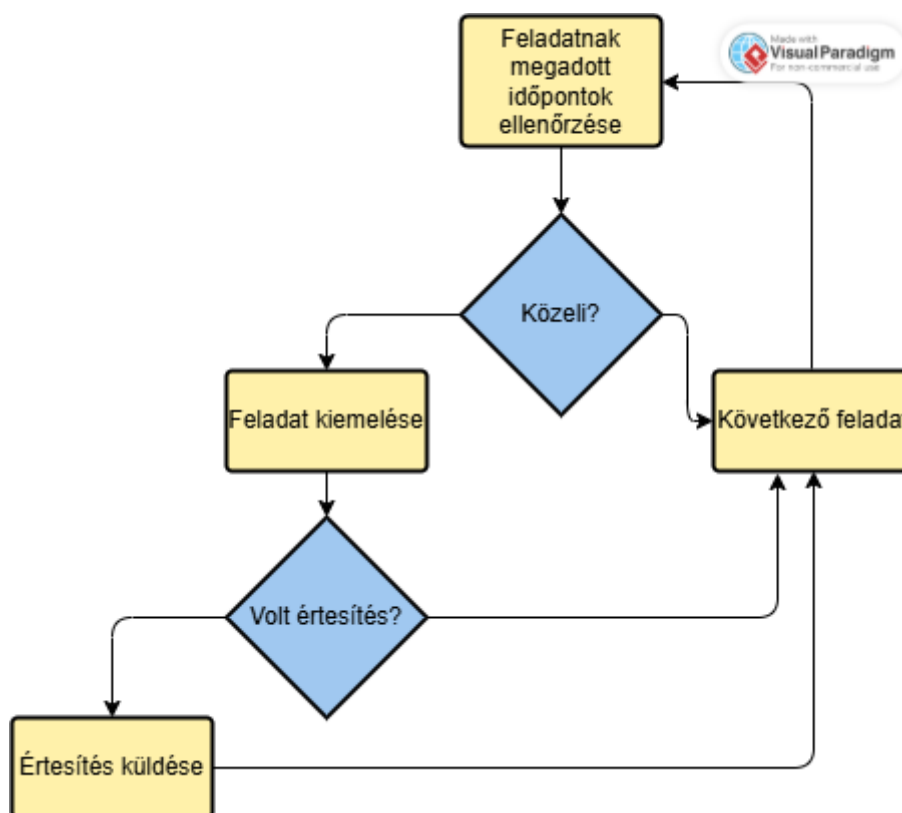 Feladatnak
megadott
időpontok
ellenőrzése
Made with
Visual Paradigm
For non-commercial use
Közeli?
Feladat kiemelése
Következő feladat
Volt értesítés?
Értesítés küldése